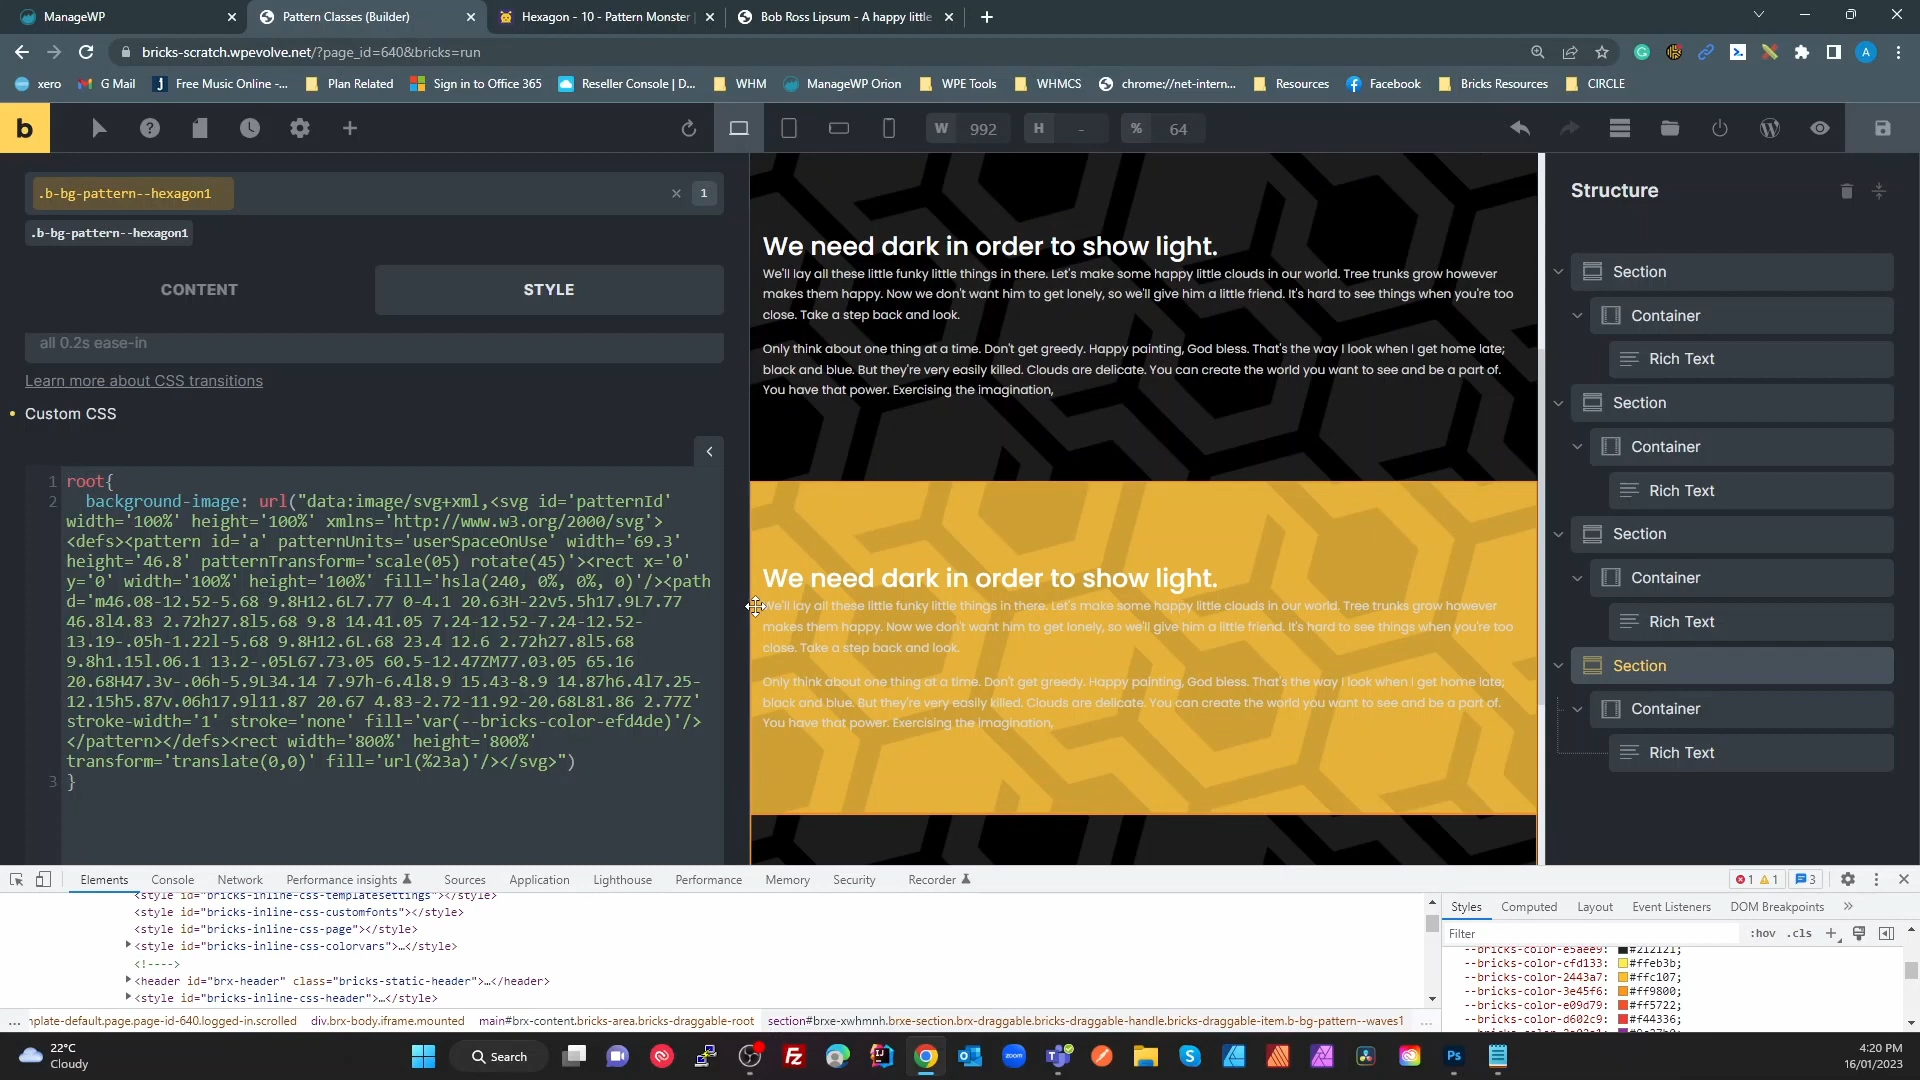 ManageWP
Pattern Classes (Builder)
Hexagon - 10 - Pattern Monster
Bob Ross Lipsum - A happy little
bricks-scratch.wpevolve.net/?page_id=640&bricks=run
A
xero
G Mail
Free Music Online -...
Plan Related
Sign in to Office 365
Reseller Console | D...
WHM
ManageWP Orion
WPE Tools
WHMCS
chrome://net-intern...
Resources
Facebook
Bricks Resources
CIRCLE
b
W 992
H -
% 64
.b-bg-pattern--hexagon1
1
.b-bg-pattern--hexagon1
CONTENT
STYLE
all 0.2s ease-in
Learn more about CSS transitions
Custom CSS
1 root{
2 background-image: url("data:image/svg+xml,<svg id='patternId'
width='100%' height='100%' xmlns='http://www.w3.org/2000/svg'>
<defs><pattern id='a' patternUnits='userSpaceOnUse' width='69.3'
height='46.8' patternTransform='scale(05) rotate(45)'><rect x='0'
y='0' width='100%' height='100%' fill='hsla(240, 0%, 0%, 0)'/><path
d='m46.08-12.52-5.68 9.8H12.6L7.77 0-4.1 20.63H-22v5.5h17.9L7.77
46.8l4.83 2.72h27.8l5.68 9.8 14.41.05 7.24-12.52-7.24-12.52-
13.19-.05h-1.22l-5.68 9.8H12.6L.68 23.4 12.6 2.72h27.8l5.68
9.8h1.15l.06.1 13.2-.05L67.73.05 60.5-12.47ZM77.03.05 65.16
20.68H47.3v-.06h-5.9L34.14 7.97h-6.4l8.9 15.43-8.9 14.87h6.4l7.25-
12.15h5.87v.06h17.9l11.87 20.67 4.83-2.72-11.92-20.68L81.86 2.77Z'
stroke-width='1' stroke='none' fill='var(--bricks-color-efd4de)'/>
</pattern></defs><rect width='800%' height='800%'
transform='translate(0,0)' fill='url(%23a)'/></svg>")
3 }
We need dark in order to show light.
We'll lay all these little funky little things in there. Let's make some happy little clouds in our world. Tree trunks grow however
makes them happy. Now we don't want him to get lonely, so we'll give him a little friend. It's hard to see things when you're too
close. Take a step back and look.
Only think about one thing at a time. Don't get greedy. Happy painting, God bless. That's the way I look when I get home late;
black and blue. But they're very easily killed. Clouds are delicate. You can create the world you want to see and be a part of.
You have that power. Exercising the imagination,
We need dark in order to show light.
We'll lay all these little funky little things in there. Let's make some happy little clouds in our world. Tree trunks grow however
makes them happy. Now we don't want him to get lonely, so we'll give him a little friend. It's hard to see things when you're too
close. Take a step back and look.
Only think about one thing at a time. Don't get greedy. Happy painting, God bless. That's the way I look when I get home late;
black and blue. But they're very easily killed. Clouds are delicate. You can create the world you want to see and be a part of.
You have that power. Exercising the imagination,
Structure
Section
Container
Rich Text
Section
Container
Rich Text
Section
Container
Rich Text
Section
Container
Rich Text
Elements
Console
Network
Performance insights
Sources
Application
Lighthouse
Performance
Memory
Security
Recorder
1
1
3
<style id="bricks-inline-css-templatesettings"></style>
<style id="bricks-inline-css-customfonts"></style>
<style id="bricks-inline-css-page"></style>
<style id="bricks-inline-css-colorvars">…</style>
<!---->
<header id="brx-header" class="bricks-static-header">…</header>
<style id="bricks-inline-css-header">…</style>
... nplate-default.page.page-id-640.logged-in.scrolled div.brx-body.iframe.mounted main#brx-content.bricks-area.bricks-draggable-root section#brxe-xwhmnh.brxe-section.brx-draggable.bricks-draggable-handle.bricks-draggable-item.b-bg-pattern--waves1 ...
Styles
Computed
Layout
Event Listeners
DOM Breakpoints
Filter
:hov .cls
--bricks-color-e5aee9: #212121;
--bricks-color-cfd133: #ffeb3b;
--bricks-color-2443a7: #ffc107;
--bricks-color-3e45f6: #ff9800;
--bricks-color-e09d79: #ff5722;
--bricks-color-d602c9: #f44336;
22°C
Cloudy
Search
zoom
Ps
4:20 PM
16/01/2023